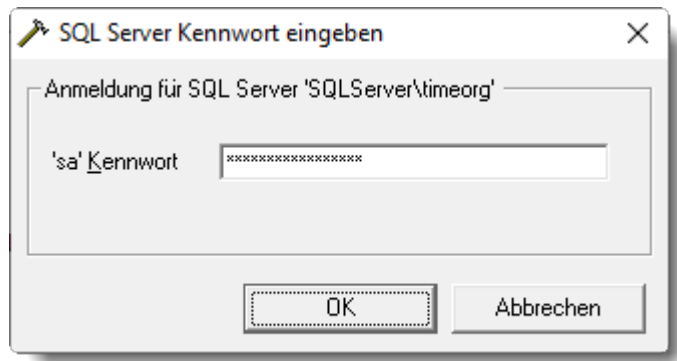 SQL Server Kennwort eingeben
Anmeldung für SQL Server 'SQLServer\timeorg'
'sa' Kennwort
*****************
OK
Abbrechen